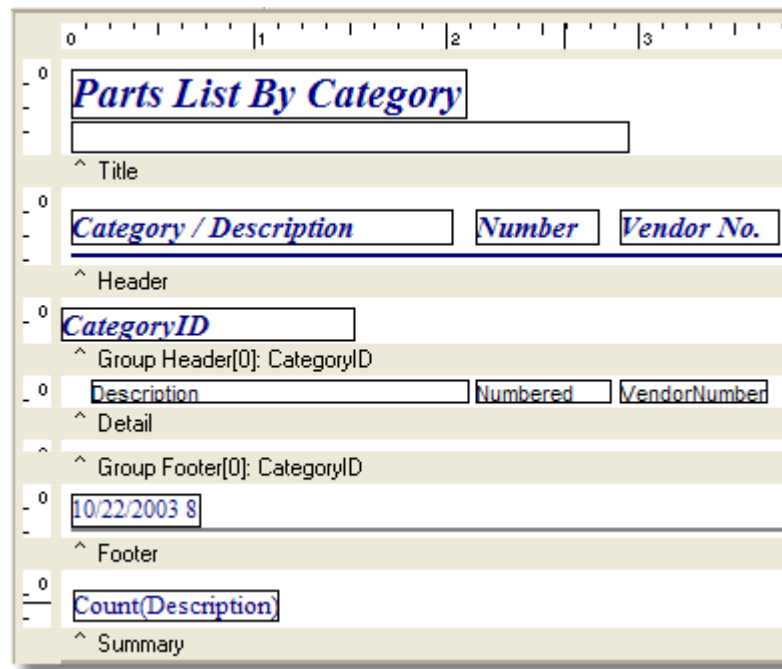 0 1 2 3
0
Parts List By Category
^ Title
0
Category / Description Number Vendor No.
^ Header
0
CategoryID
^ Group Header[0]: CategoryID
0
Description Numbered VendorNumber
^ Detail
^ Group Footer[0]: CategoryID
0
10/22/2003 8
^ Footer
0
Count(Description)
^ Summary